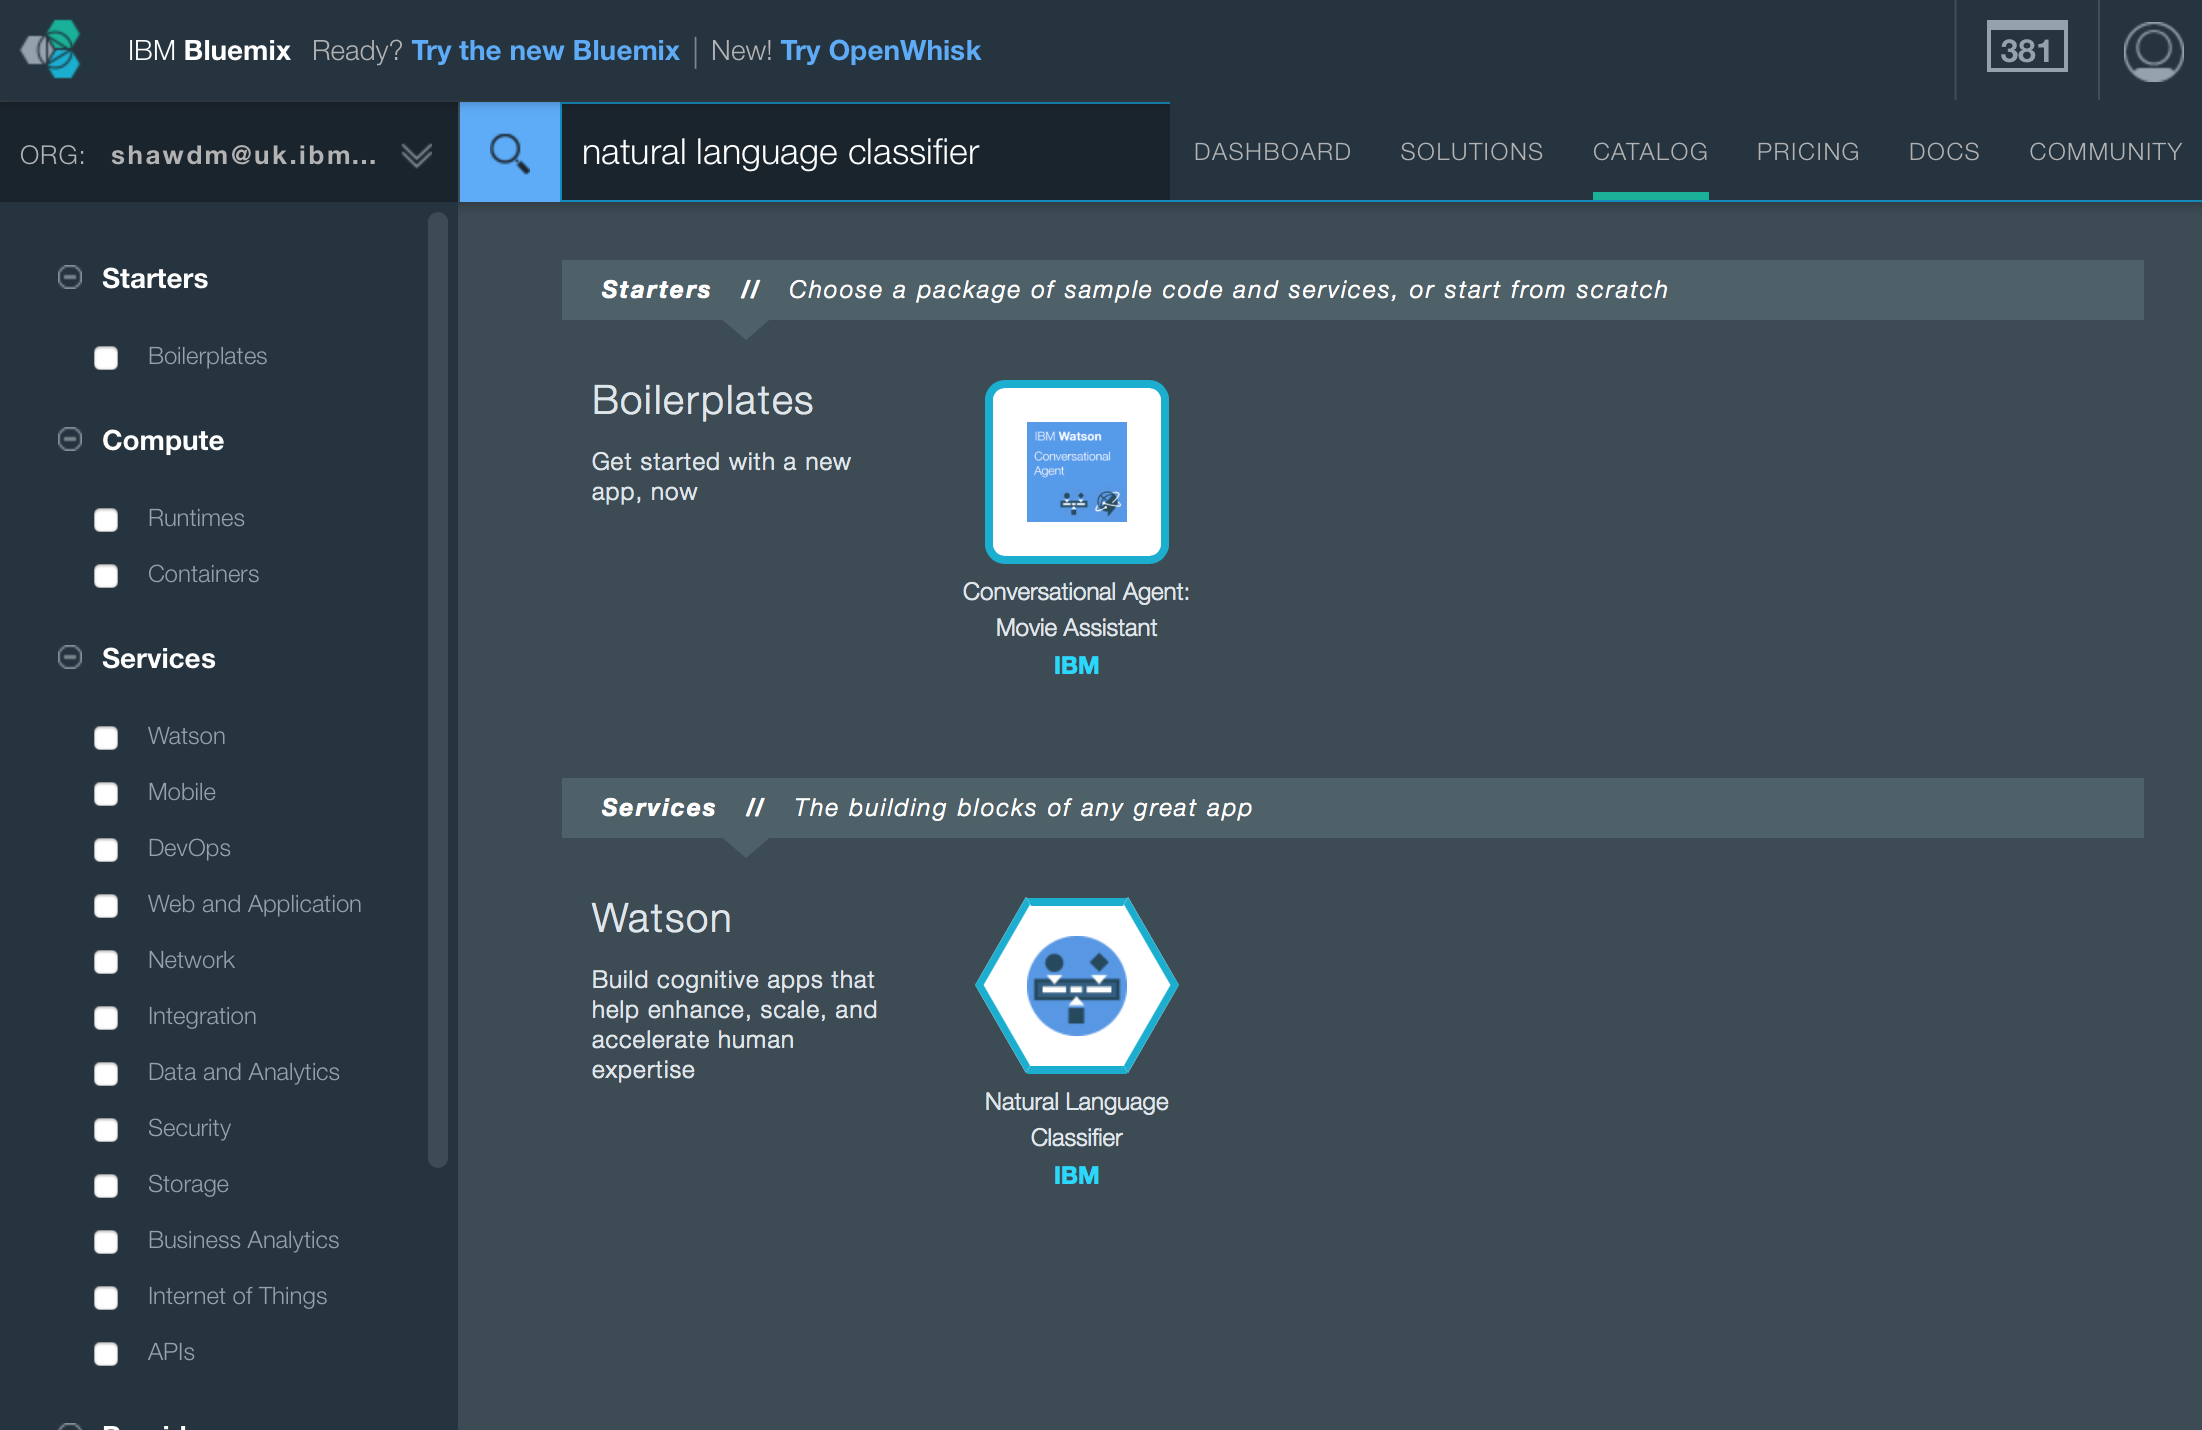 IBM Bluemix Ready? Try the new Bluemix | New! Try OpenWhisk
381
ORG: shawdm@uk.ibm...
natural language classifier
DASHBOARD SOLUTIONS CATALOG PRICING DOCS COMMUNITY
Starters
Boilerplates
Compute
Runtimes
Containers
Services
Watson
Mobile
DevOps
Web and Application
Network
Integration
Data and Analytics
Security
Storage
Business Analytics
Internet of Things
APIs
Starters // Choose a package of sample code and services, or start from scratch
Boilerplates
Get started with a new
app, now
IBM Watson
Conversational
Agent
Conversational Agent:
Movie Assistant
IBM
Services // The building blocks of any great app
Watson
Build cognitive apps that
help enhance, scale, and
accelerate human
expertise
Natural Language
Classifier
IBM